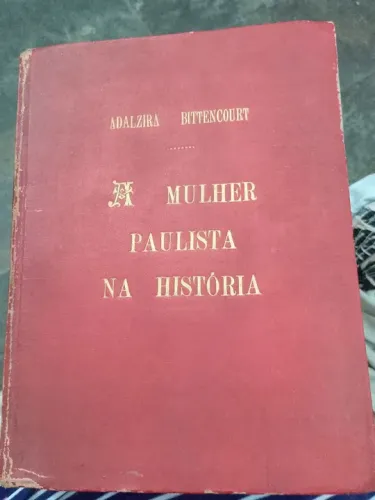 ADALZIRA BITTENCOURT
A MULHER
PAULISTA
NA HISTÓRIA